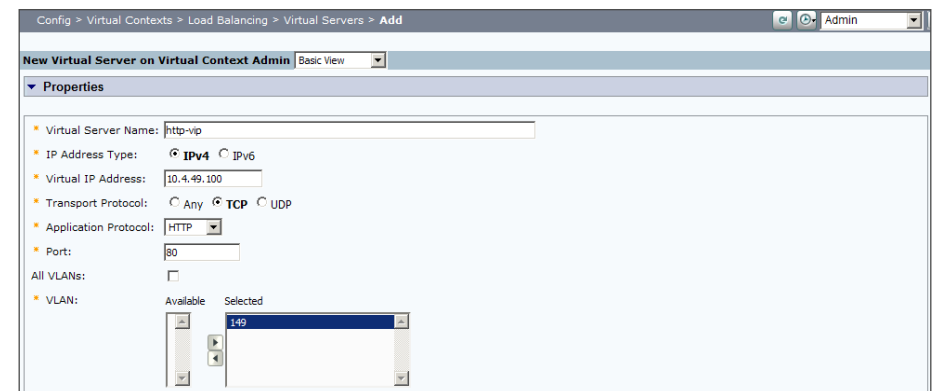 Config > Virtual Contexts > Load Balancing > Virtual Servers > Add
Admin
New Virtual Server on Virtual Context Admin Basic View
Properties
* Virtual Server Name: http-vip
* IP Address Type: IPv4 IPv6
* Virtual IP Address: 10.4.49.100
* Transport Protocol: Any TCP UDP
* Application Protocol: HTTP
* Port: 80
All VLANs:
* VLAN: Available Selected
149